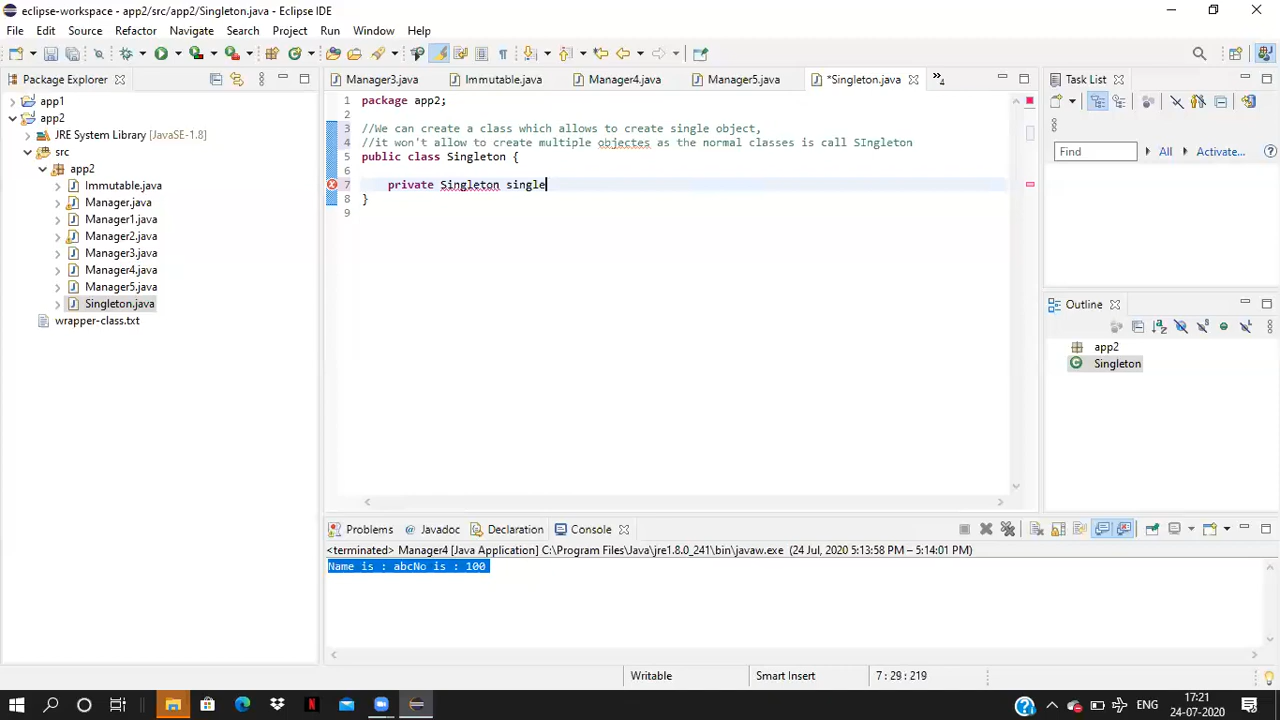 eclipse-workspace - app2/src/app2/Singleton.java - Eclipse IDE
File Edit Source Refactor Navigate Search Project Run Window Help
Package Explorer
Manager3.java Immutable.java Manager4.java Manager5.java *Singleton.java »4
Task List
app1
app2
JRE System Library [JavaSE-1.8]
src
app2
Immutable.java
Manager.java
Manager1.java
Manager2.java
Manager3.java
Manager4.java
Manager5.java
Singleton.java
wrapper-class.txt
1 package app2;
2
3 //We can create a class which allows to create single object,
4 //it won't allow to create multiple objectes as the normal classes is call SIngleton
5 public class Singleton {
6
7 private Singleton single
8 }
9
Find All Activate...
Outline
app2
Singleton
Problems Javadoc Declaration Console
<terminated> Manager4 [Java Application] C:\Program Files\Java\jre1.8.0_241\bin\javaw.exe (24 Jul, 2020 5:13:58 PM – 5:14:01 PM)
Name is : abcNo is : 100
Writable Smart Insert 7 : 29 : 219
ENG 17:21
24-07-2020